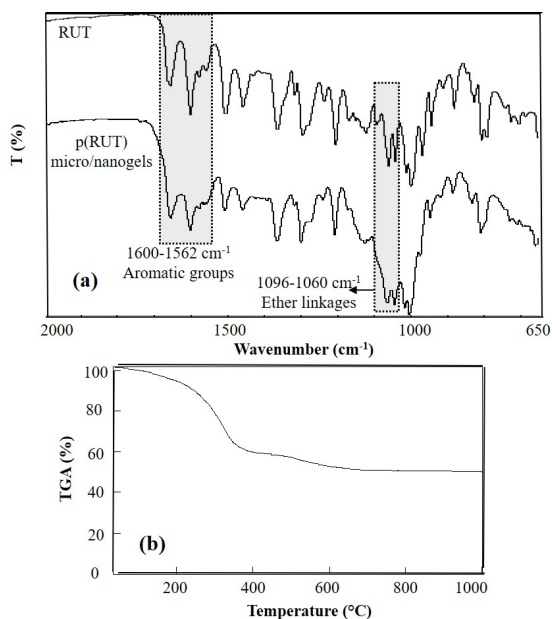 RUT
p(RUT)
micro/nanogels
T (%)
1600-1562 cm⁻¹
Aromatic groups
(a)
1096-1060 cm⁻¹
Ether linkages
2000 1500 1000 650
Wavenumber (cm⁻¹)
100
80
60
40
20
0
TGA (%)
(b)
200 400 600 800 1000
Temperature (°C)